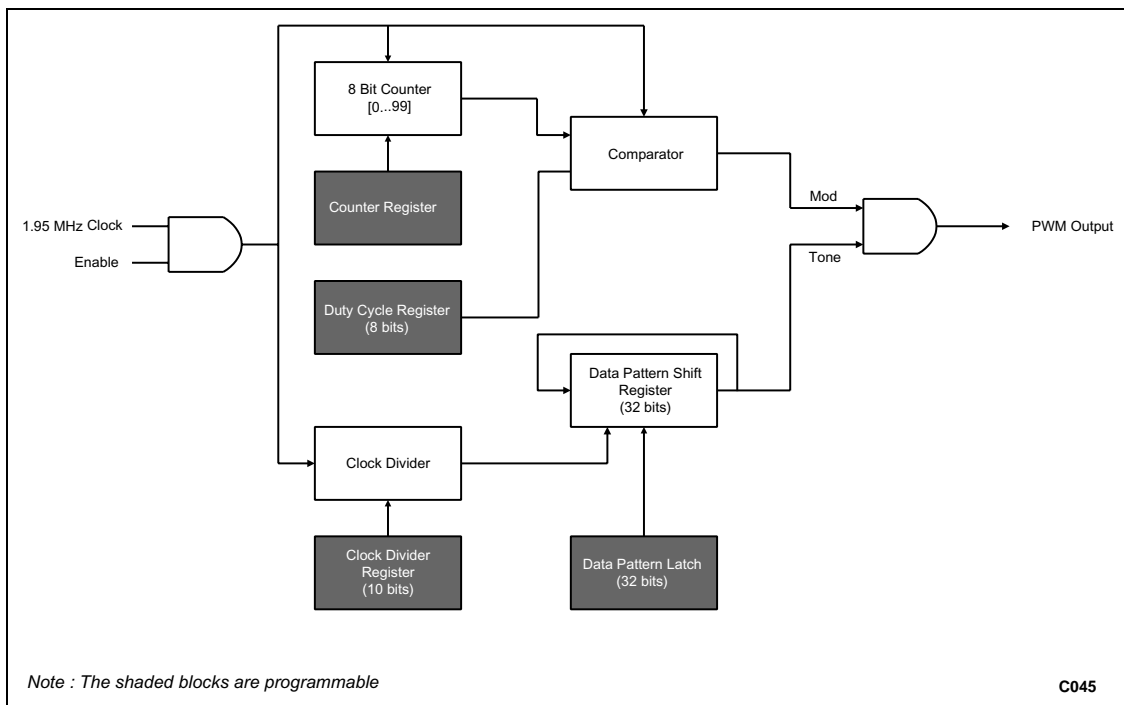 8 Bit Counter
[0...99]
Comparator
Counter Register
Mod
1.95 MHz Clock
PWM Output
Enable
Tone
Duty Cycle Register
(8 bits)
Data Pattern Shift
Register
(32 bits)
Clock Divider
Clock Divider
Register
(10 bits)
Data Pattern Latch
(32 bits)
Note : The shaded blocks are programmable
C045